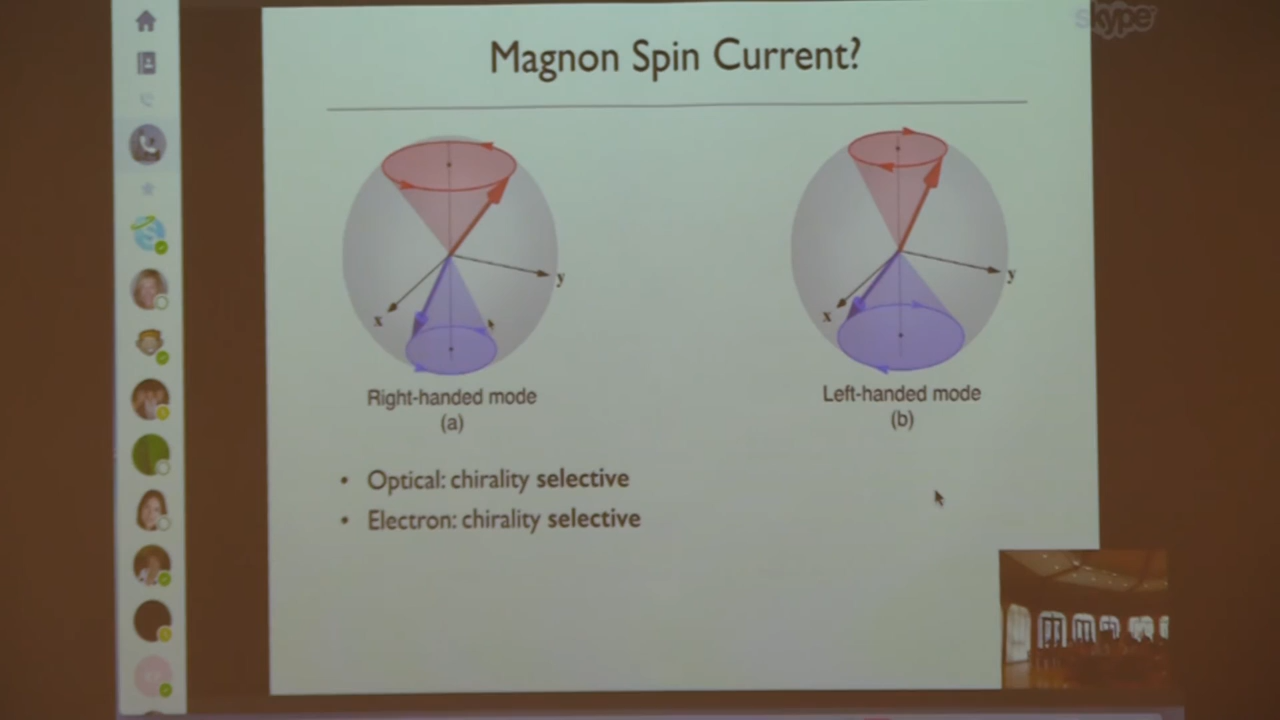 skype
Magnon Spin Current?
y
x
y
x
Right-handed mode
(a)
Left-handed mode
(b)
• Optical: chirality selective
• Electron: chirality selective